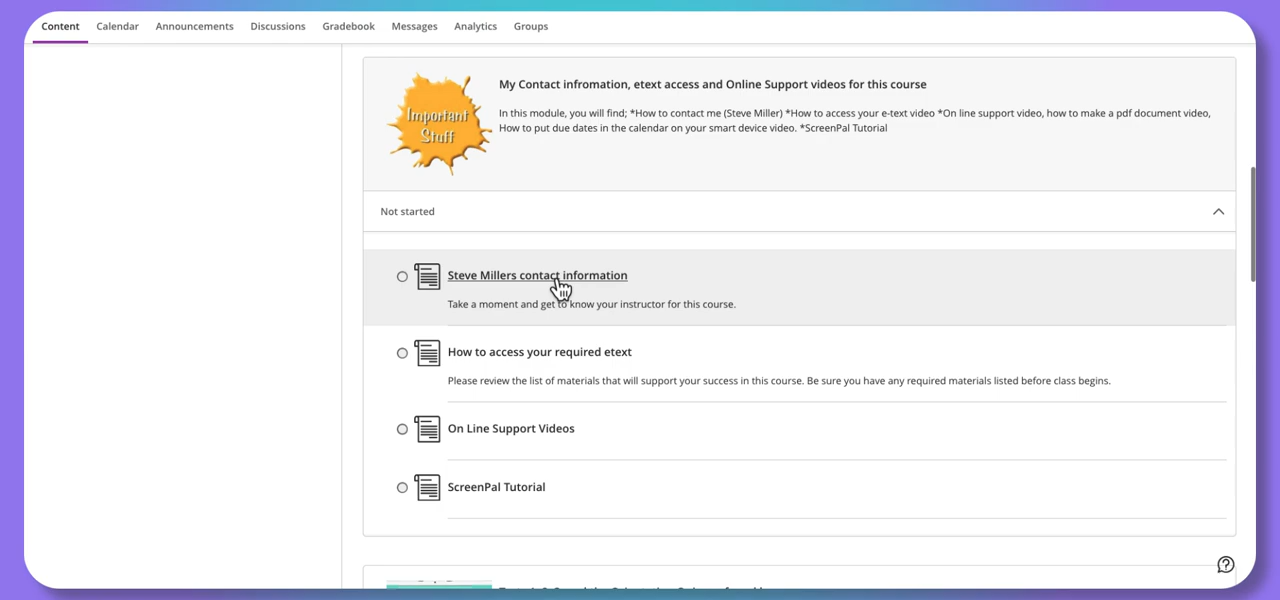 Content Calendar Announcements Discussions Gradebook Messages Analytics Groups
Important
Stuff
My Contact infromation, etext access and Online Support videos for this course
In this module, you will find; *How to contact me (Steve Miller) *How to access your e-text video *On line support video, how to make a pdf document video,
How to put due dates in the calendar on your smart device video. *ScreenPal Tutorial
Not started
Steve Millers contact information
Take a moment and get to know your instructor for this course.
How to access your required etext
Please review the list of materials that will support your success in this course. Be sure you have any required materials listed before class begins.
On Line Support Videos
ScreenPal Tutorial